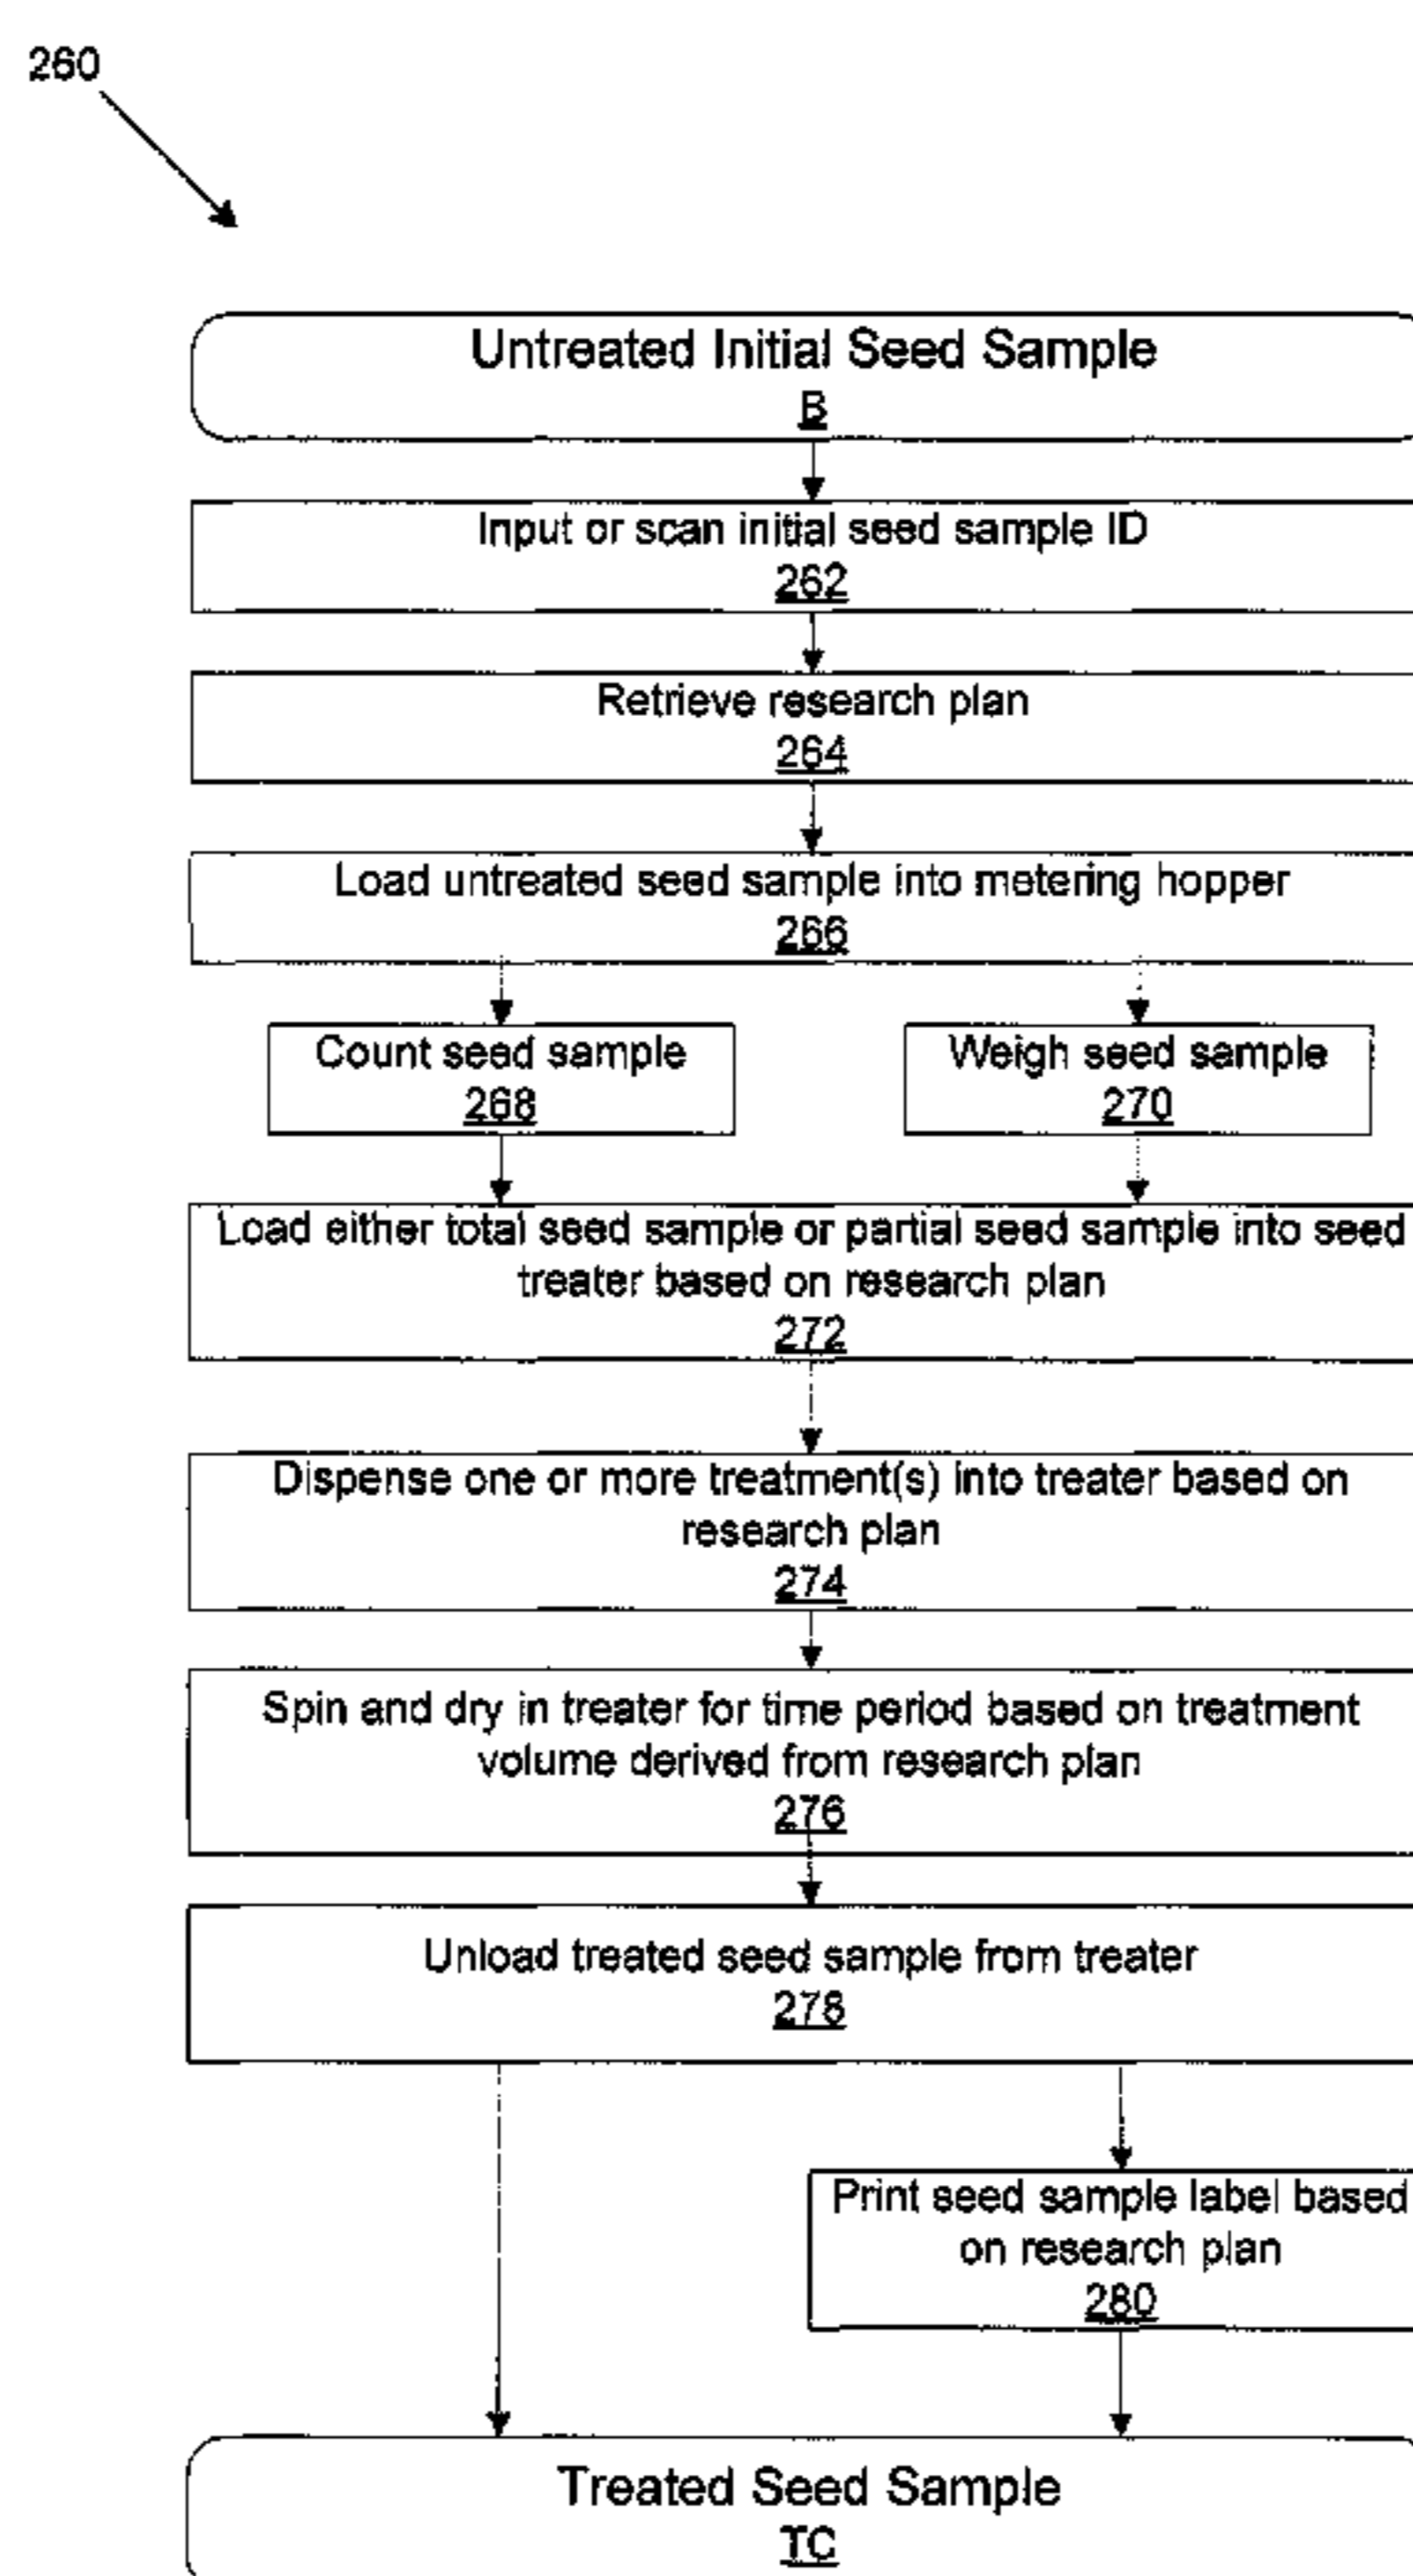 260
Untreated Initial Seed Sample
B
Input or scan initial seed sample ID
262
Retrieve research plan
264
Load untreated seed sample into metering hopper
266
Count seed sample
268
Weigh seed sample
270
Load either total seed sample or partial seed sample into seed
treater based on research plan
272
Dispense one or more treatment(s) into treater based on
research plan
274
Spin and dry in treater for time period based on treatment
volume derived from research plan
276
Unload treated seed sample from treater
278
Print seed sample label based
on research plan
280
Treated Seed Sample
TC